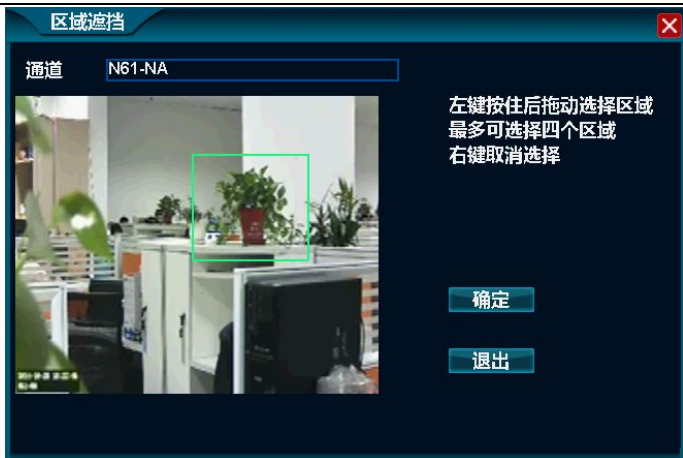 区域遮挡
通道
N61-NA
左键按住后拖动选择区域
最多可选择四个区域
右键取消选择
确定
退出